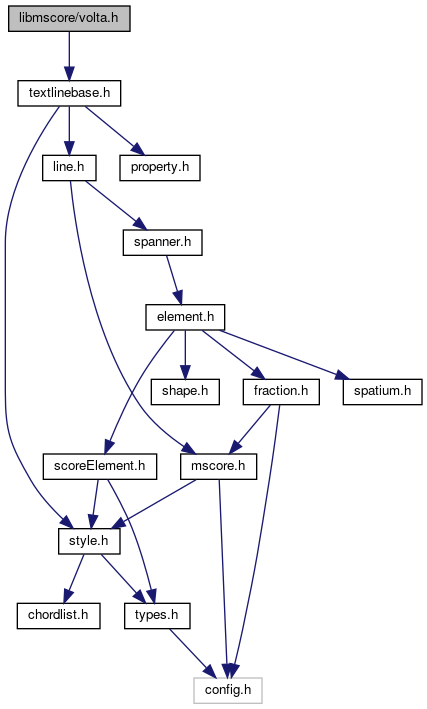 libmscore/volta.h
textlinebase.h
line.h
property.h
spanner.h
element.h
shape.h
fraction.h
spatium.h
scoreElement.h
mscore.h
style.h
chordlist.h
types.h
config.h